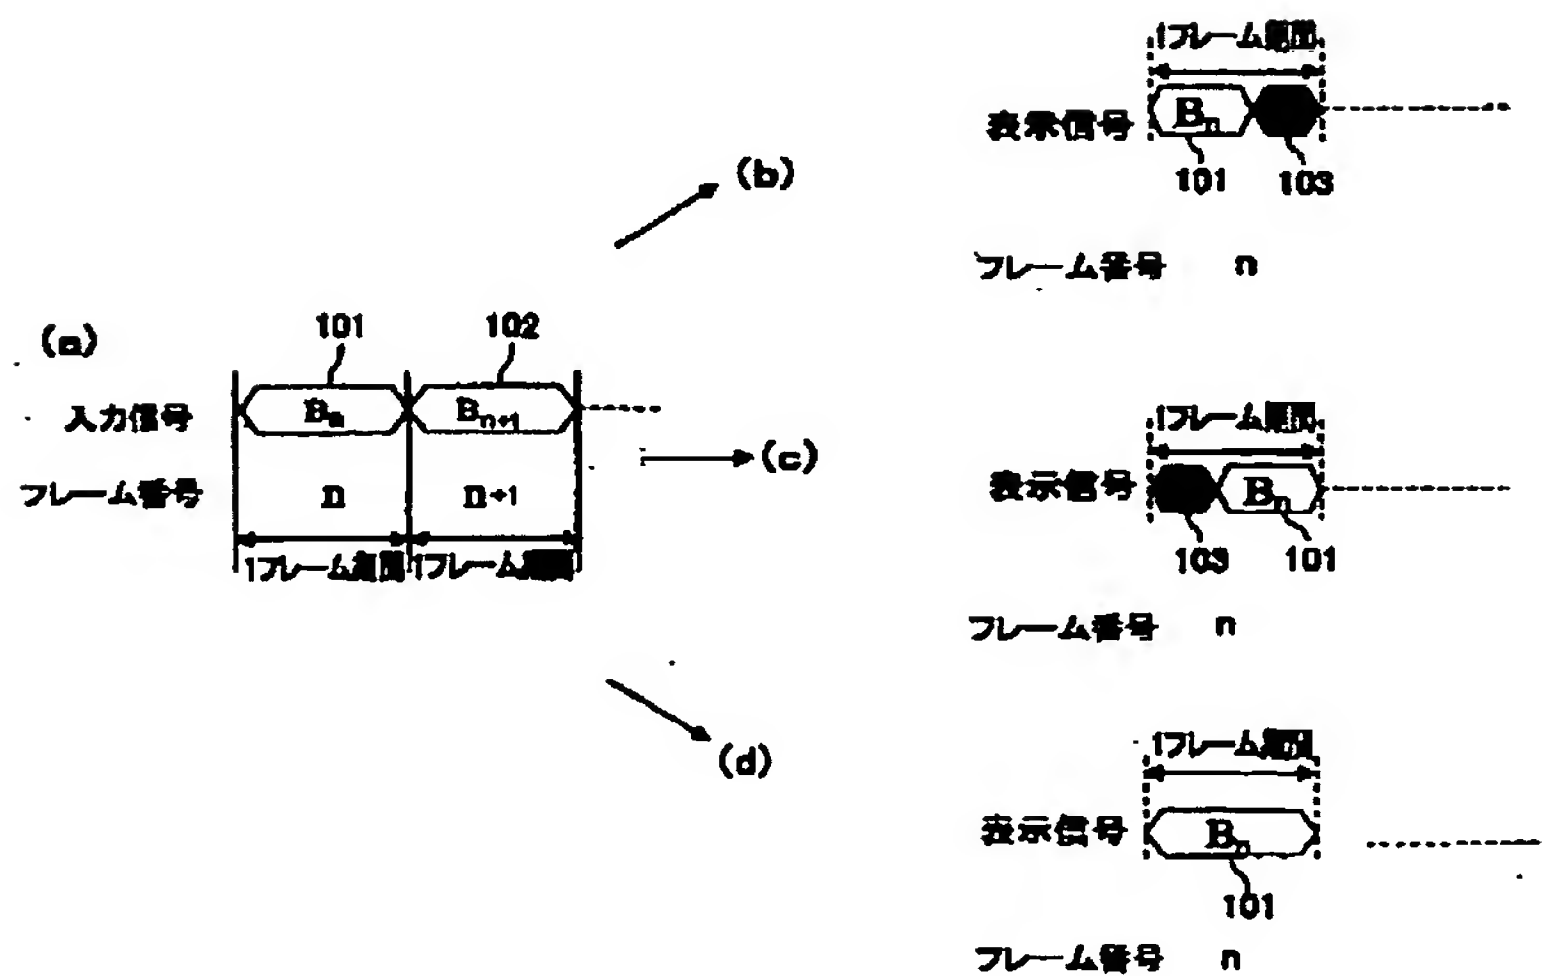 (a)
101 102
入力信号 Bn Bn+1
フレーム番号 n n+1
1フレーム期間 1フレーム期間
(b)
1フレーム期間
表示信号 Bn
101 103
フレーム番号 n
(c)
1フレーム期間
表示信号 Bn
103 101
フレーム番号 n
(d)
1フレーム期間
表示信号 Bn
101
フレーム番号 n